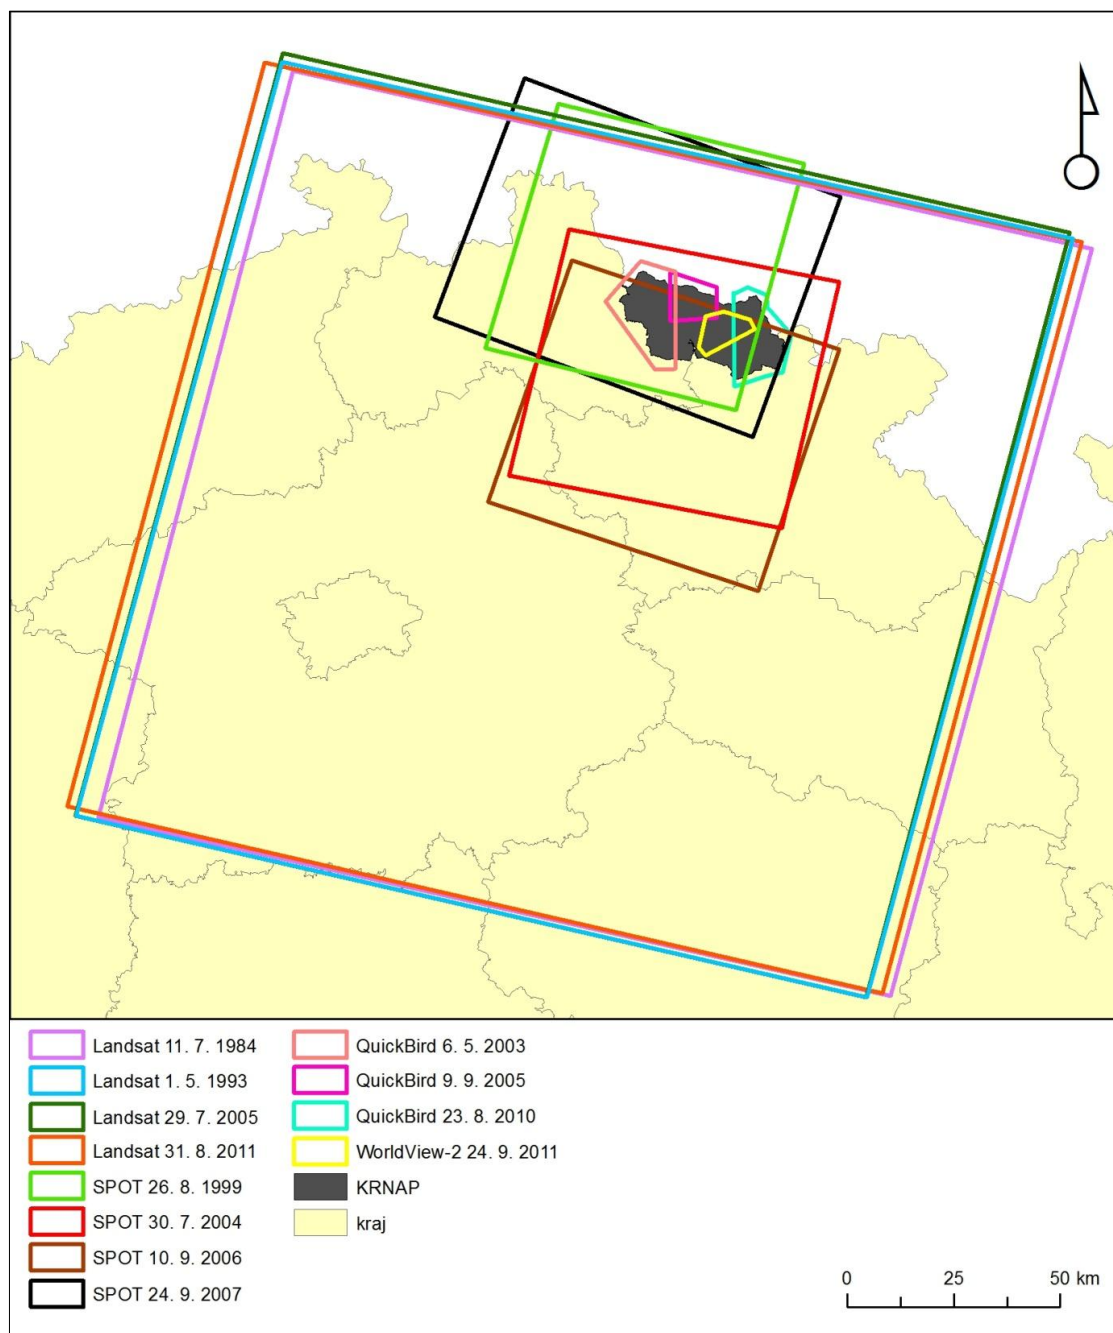 Landsat 11. 7. 1984
Landsat 1. 5. 1993
Landsat 29. 7. 2005
Landsat 31. 8. 2011
SPOT 26. 8. 1999
SPOT 30. 7. 2004
SPOT 10. 9. 2006
SPOT 24. 9. 2007
QuickBird 6. 5. 2003
QuickBird 9. 9. 2005
QuickBird 23. 8. 2010
WorldView-2 24. 9. 2011
KRNAP
kraj
0 25 50 km